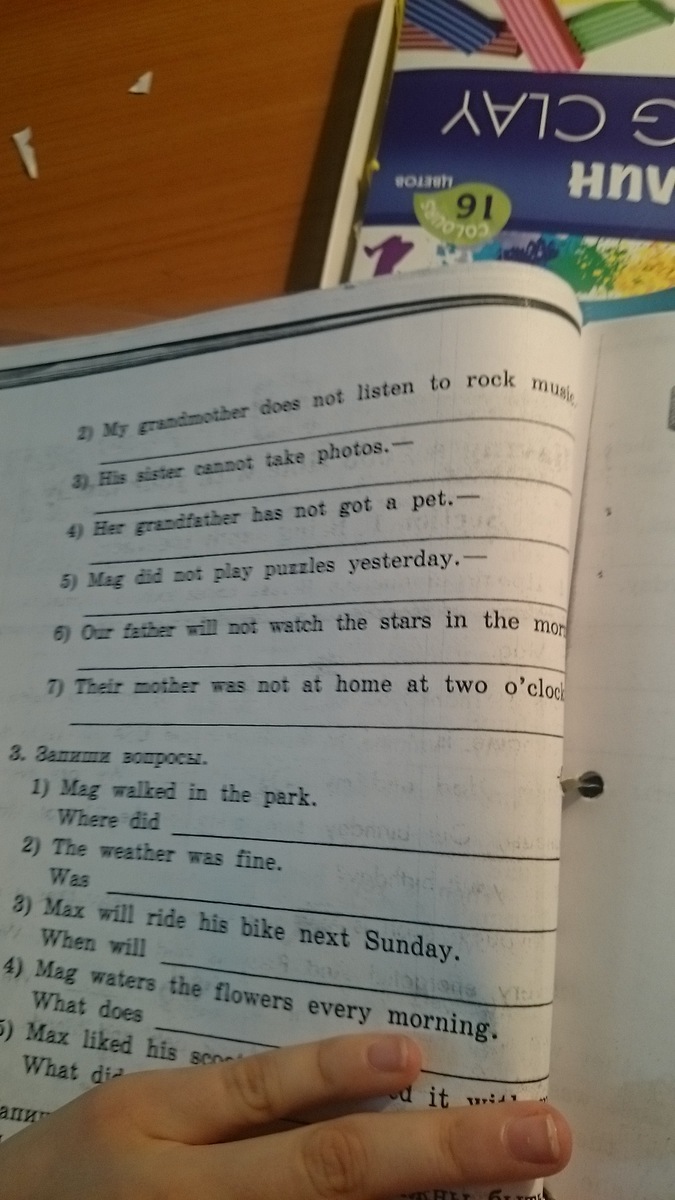 G CLAY
ЛИН
16
ЦВЕТОВ
COLOURS
2) My grandmother does not listen to rock music.
3) His sister cannot take photos.—
4) Her grandfather has not got a pet.—
5) Mag did not play puzzles yesterday.—
6) Our father will not watch the stars in the mor
7) Their mother was not at home at two o'clock
3. Запиши вопросы.
1) Mag walked in the park.
Where did
2) The weather was fine.
Was
3) Max will ride his bike next Sunday.
When will
4) Mag waters the flowers every morning.
What does
5) Max liked his
What did
it